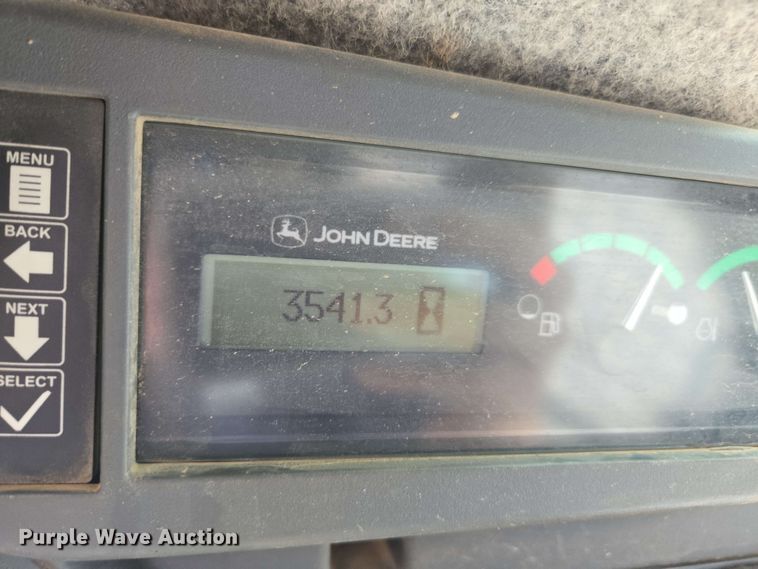 MENU
BACK
NEXT
SELECT
JOHN DEERE
3541.3
Purple Wave Auction